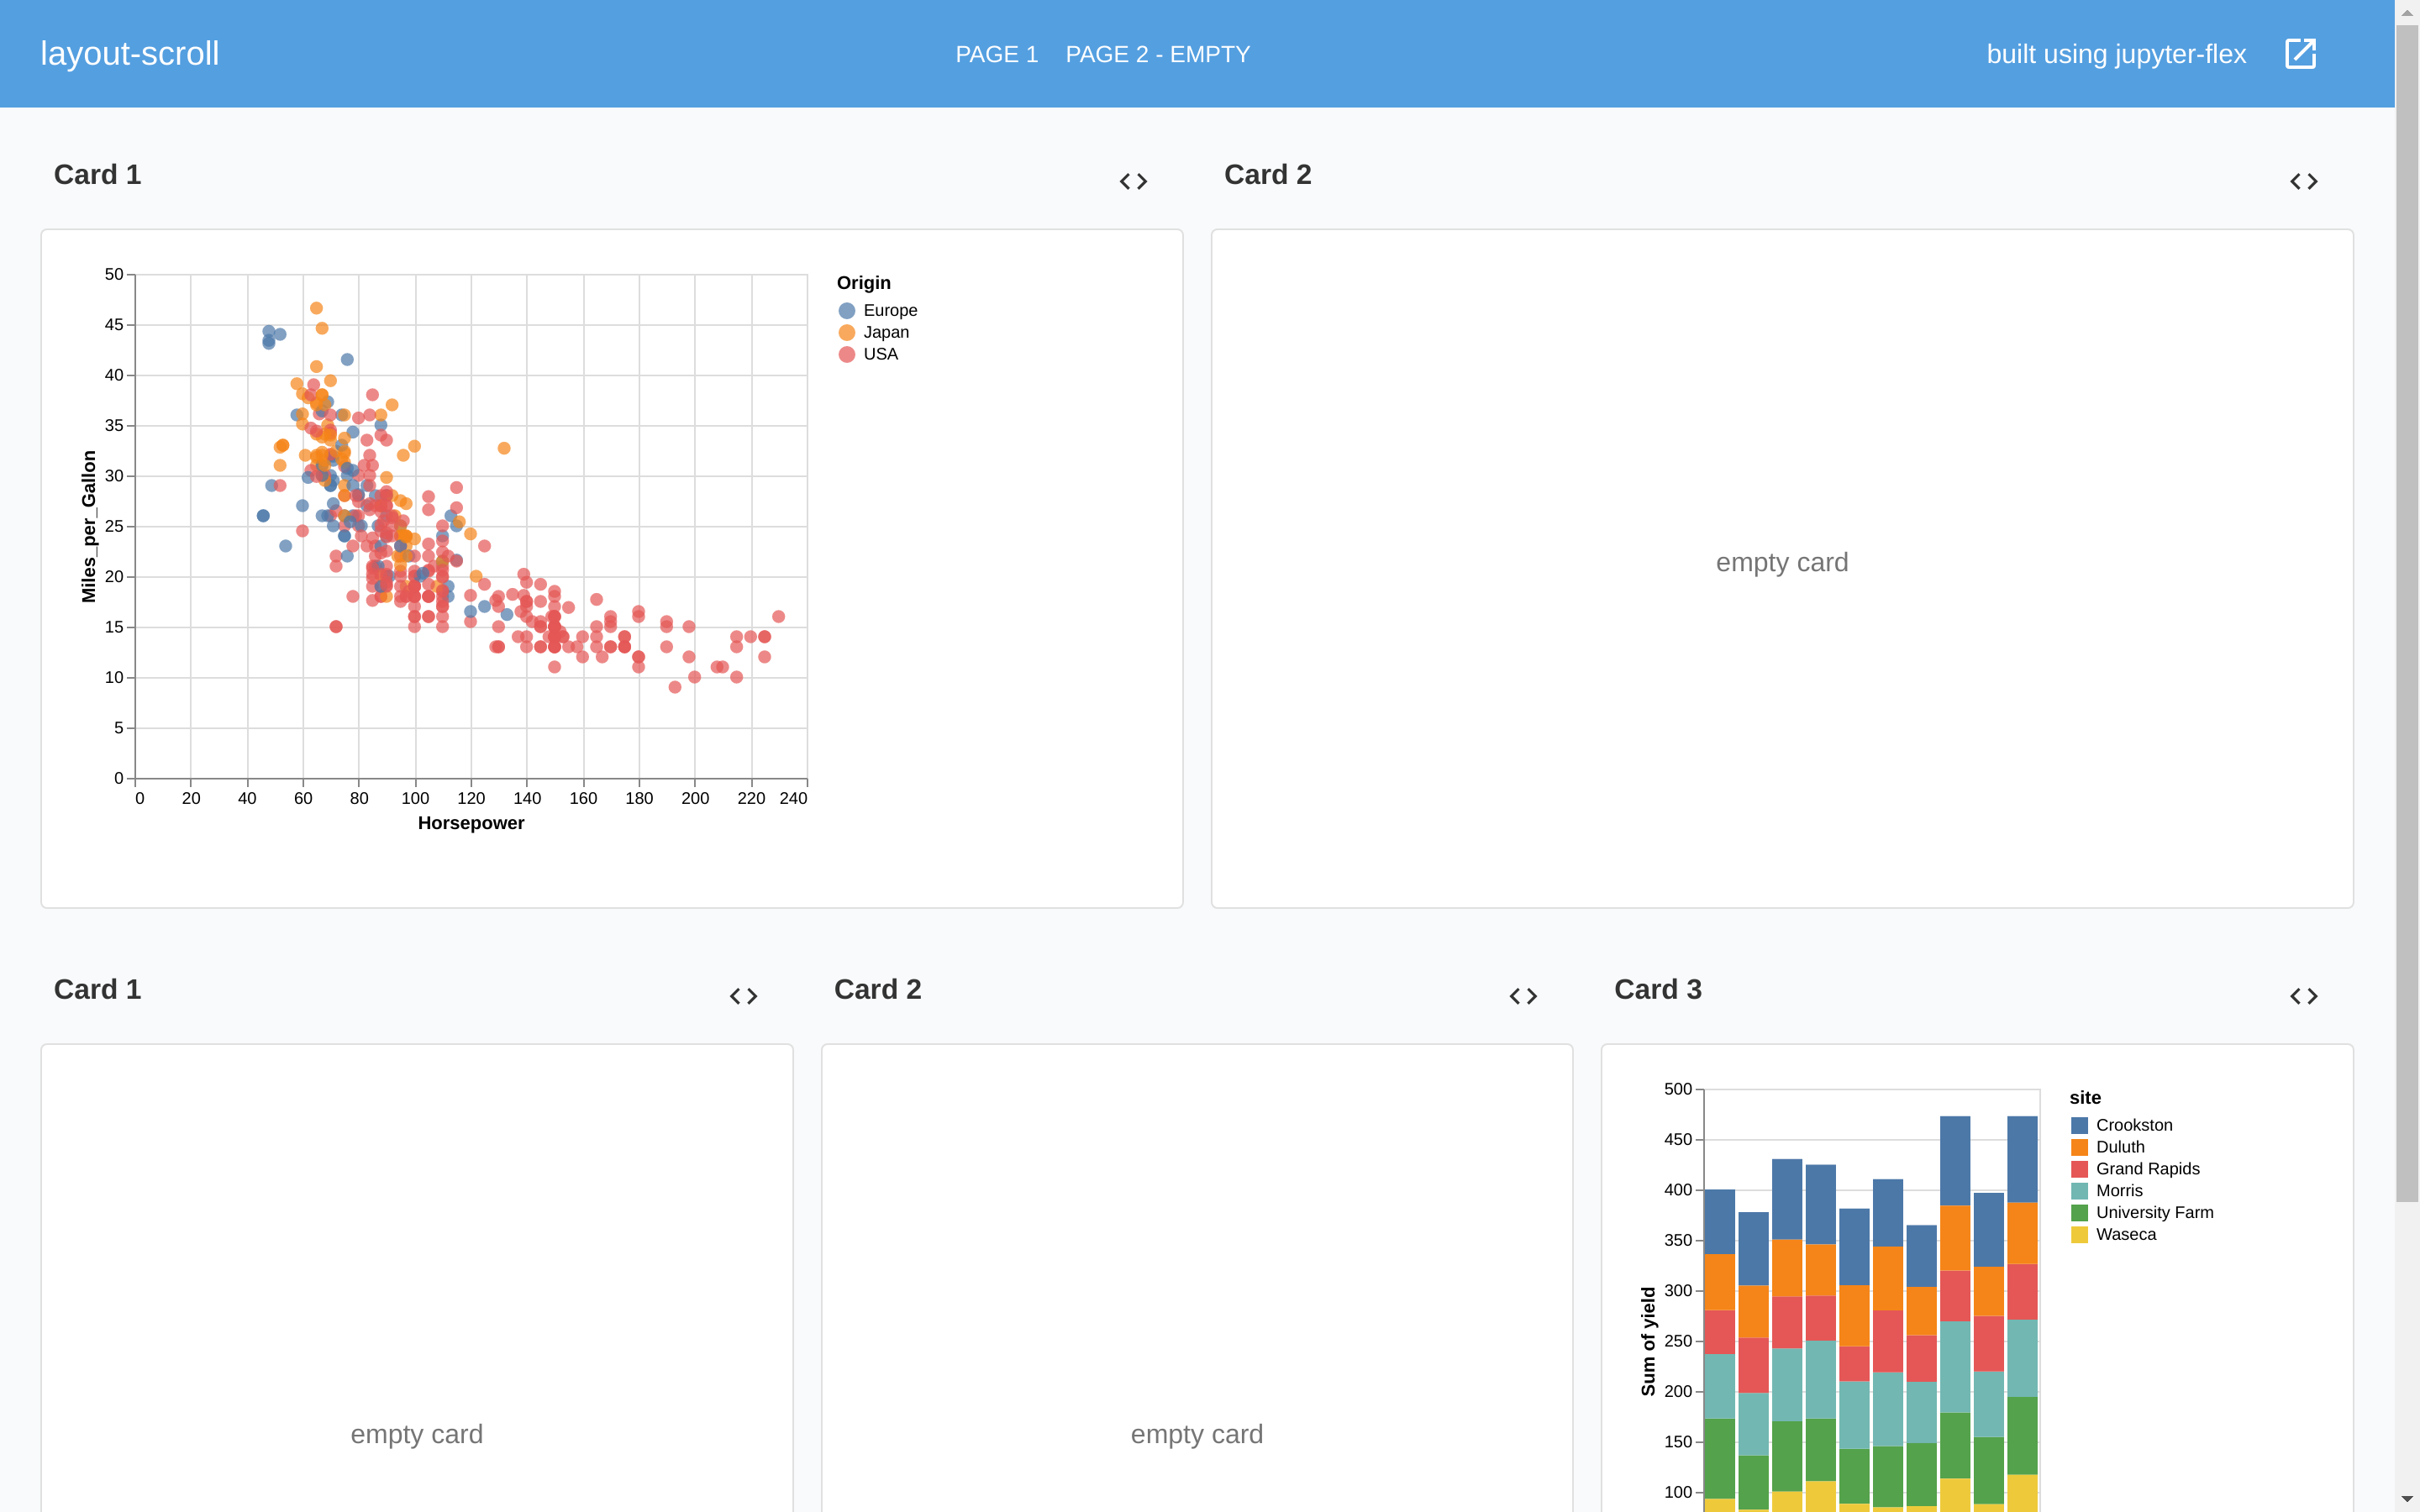 layout-scroll
PAGE 1 PAGE 2 - EMPTY
built using jupyter-flex
Card 1
50
45
40
35
30
25
20
15
10
5
0
Miles_per_Gallon
0 20 40 60 80 100 120 140 160 180 200 220 240
Horsepower
Origin
Europe
Japan
USA
Card 2
empty card
Card 1
empty card
Card 2
empty card
Card 3
500
450
400
350
300
250
200
150
100
Sum of yield
site
Crookston
Duluth
Grand Rapids
Morris
University Farm
Waseca